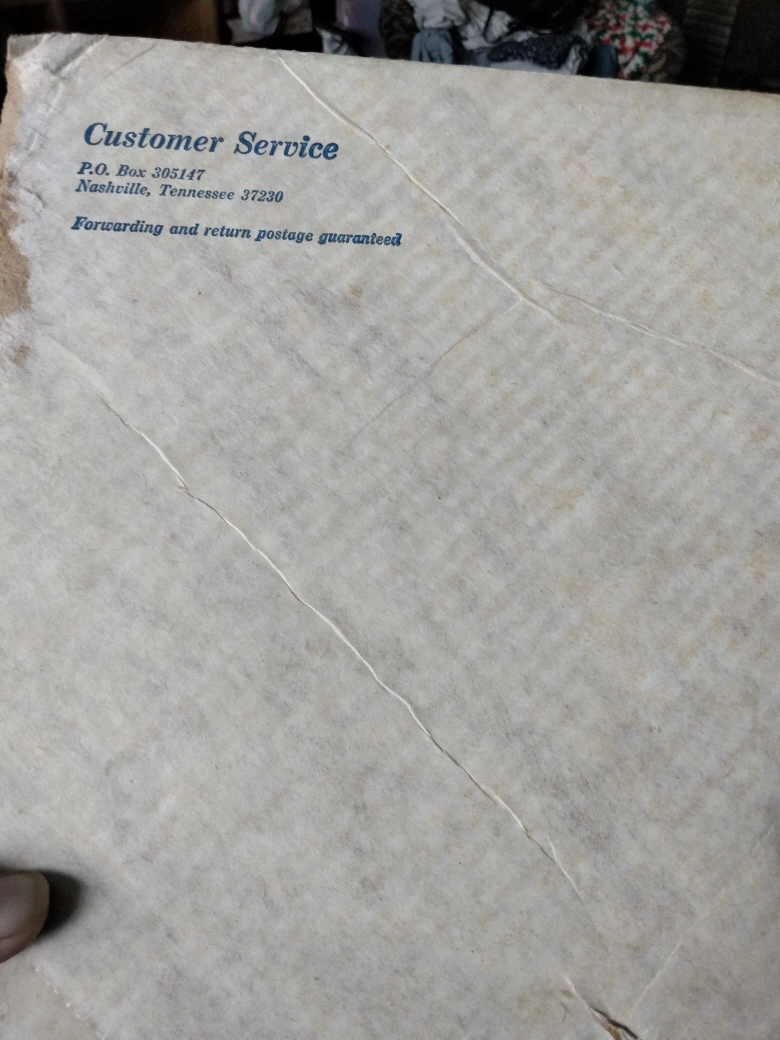 Customer Service
P.O. Box 305147
Nashville, Tennessee 37230
Forwarding and return postage guaranteed